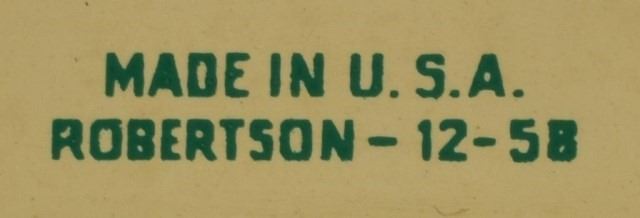 MADE IN U.S.A.
ROBERTSON - 12-58